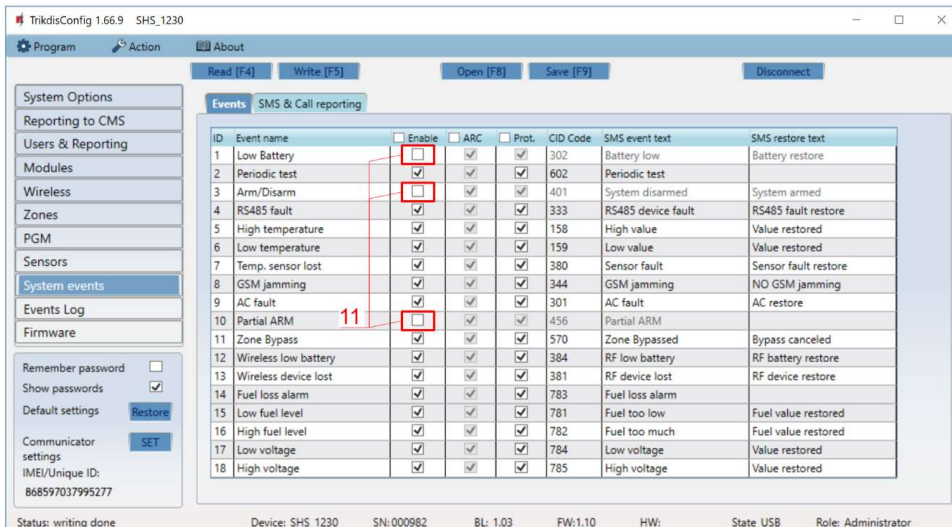 TrikdisConfig 1.66.9 SHS_1230
Program Action About
Read [F4] Write [F5] Open [F8] Save [F9] Disconnect
System Options
Reporting to CMS
Users & Reporting
Modules
Wireless
Zones
PGM
Sensors
System events
Events Log
Firmware
Remember password
Show passwords
Default settings Restore
Communicator settings SET
IMEI/Unique ID:
868597037995277
Events SMS & Call reporting
ID Event name Enable ARC Prot. CID Code SMS event text SMS restore text
1 Low Battery 302 Battery low Battery restore
2 Periodic test 602 Periodic test
3 Arm/Disarm 401 System disarmed System armed
4 RS485 fault 333 RS485 device fault RS485 fault restore
5 High temperature 158 High value Value restored
6 Low temperature 159 Low value Value restored
7 Temp. sensor lost 380 Sensor fault Sensor fault restore
8 GSM jamming 344 GSM jamming NO GSM jamming
9 AC fault 301 AC fault AC restore
10 Partial ARM 456 Partial ARM
11 Zone Bypass 570 Zone Bypassed Bypass canceled
12 Wireless low battery 384 RF low battery RF battery restore
13 Wireless device lost 381 RF device lost RF device restore
14 Fuel loss alarm 783 Fuel loss alarm
15 Low fuel level 781 Fuel too low Fuel value restored
16 High fuel level 782 Fuel too much Fuel value restored
17 Low voltage 784 Low voltage Value restored
18 High voltage 785 High voltage Value restored
11
Status: writing done Device: SHS_1230 SN: 000982 BL: 1.03 FW:1.10 HW: State USB Role: Administrator